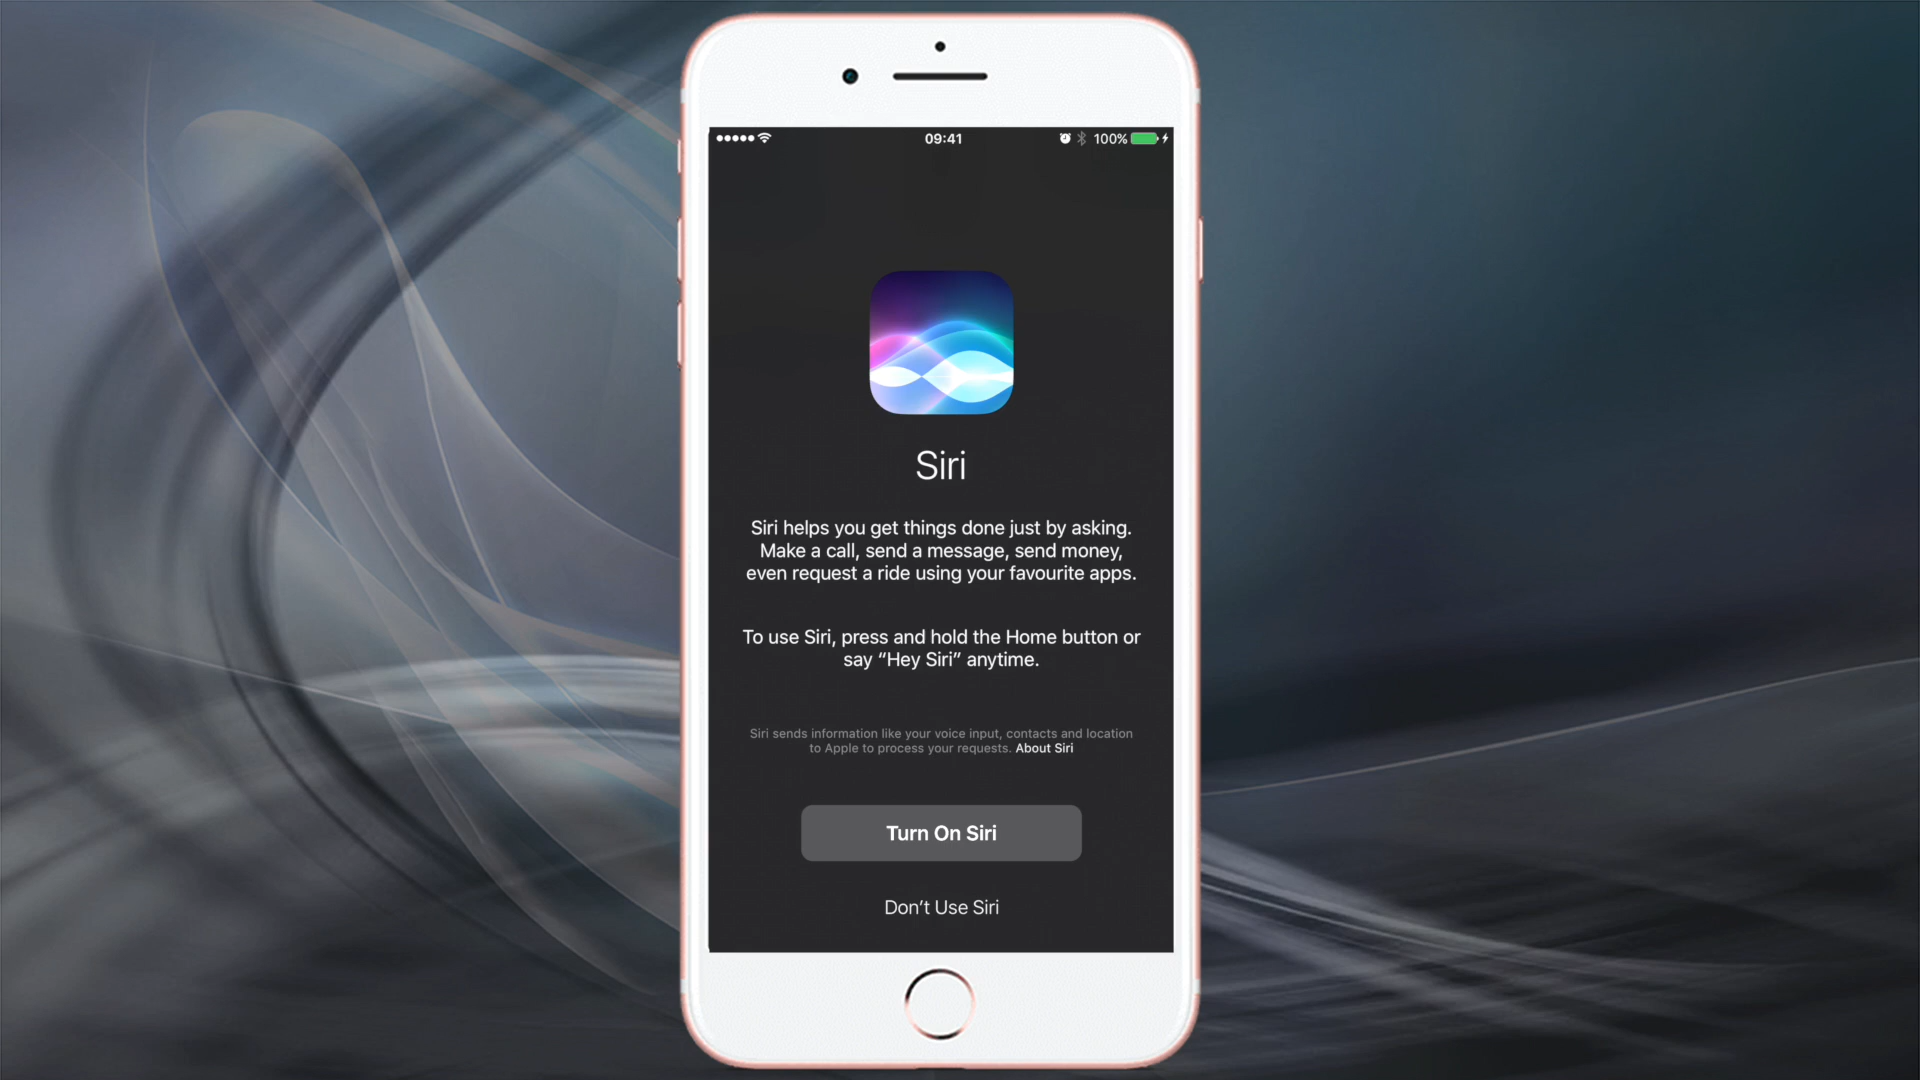 09:41
100%
Siri
Siri helps you get things done just by asking.
Make a call, send a message, send money,
even request a ride using your favourite apps.
To use Siri, press and hold the Home button or
say “Hey Siri” anytime.
Siri sends information like your voice input, contacts and location
to Apple to process your requests. About Siri
Turn On Siri
Don’t Use Siri